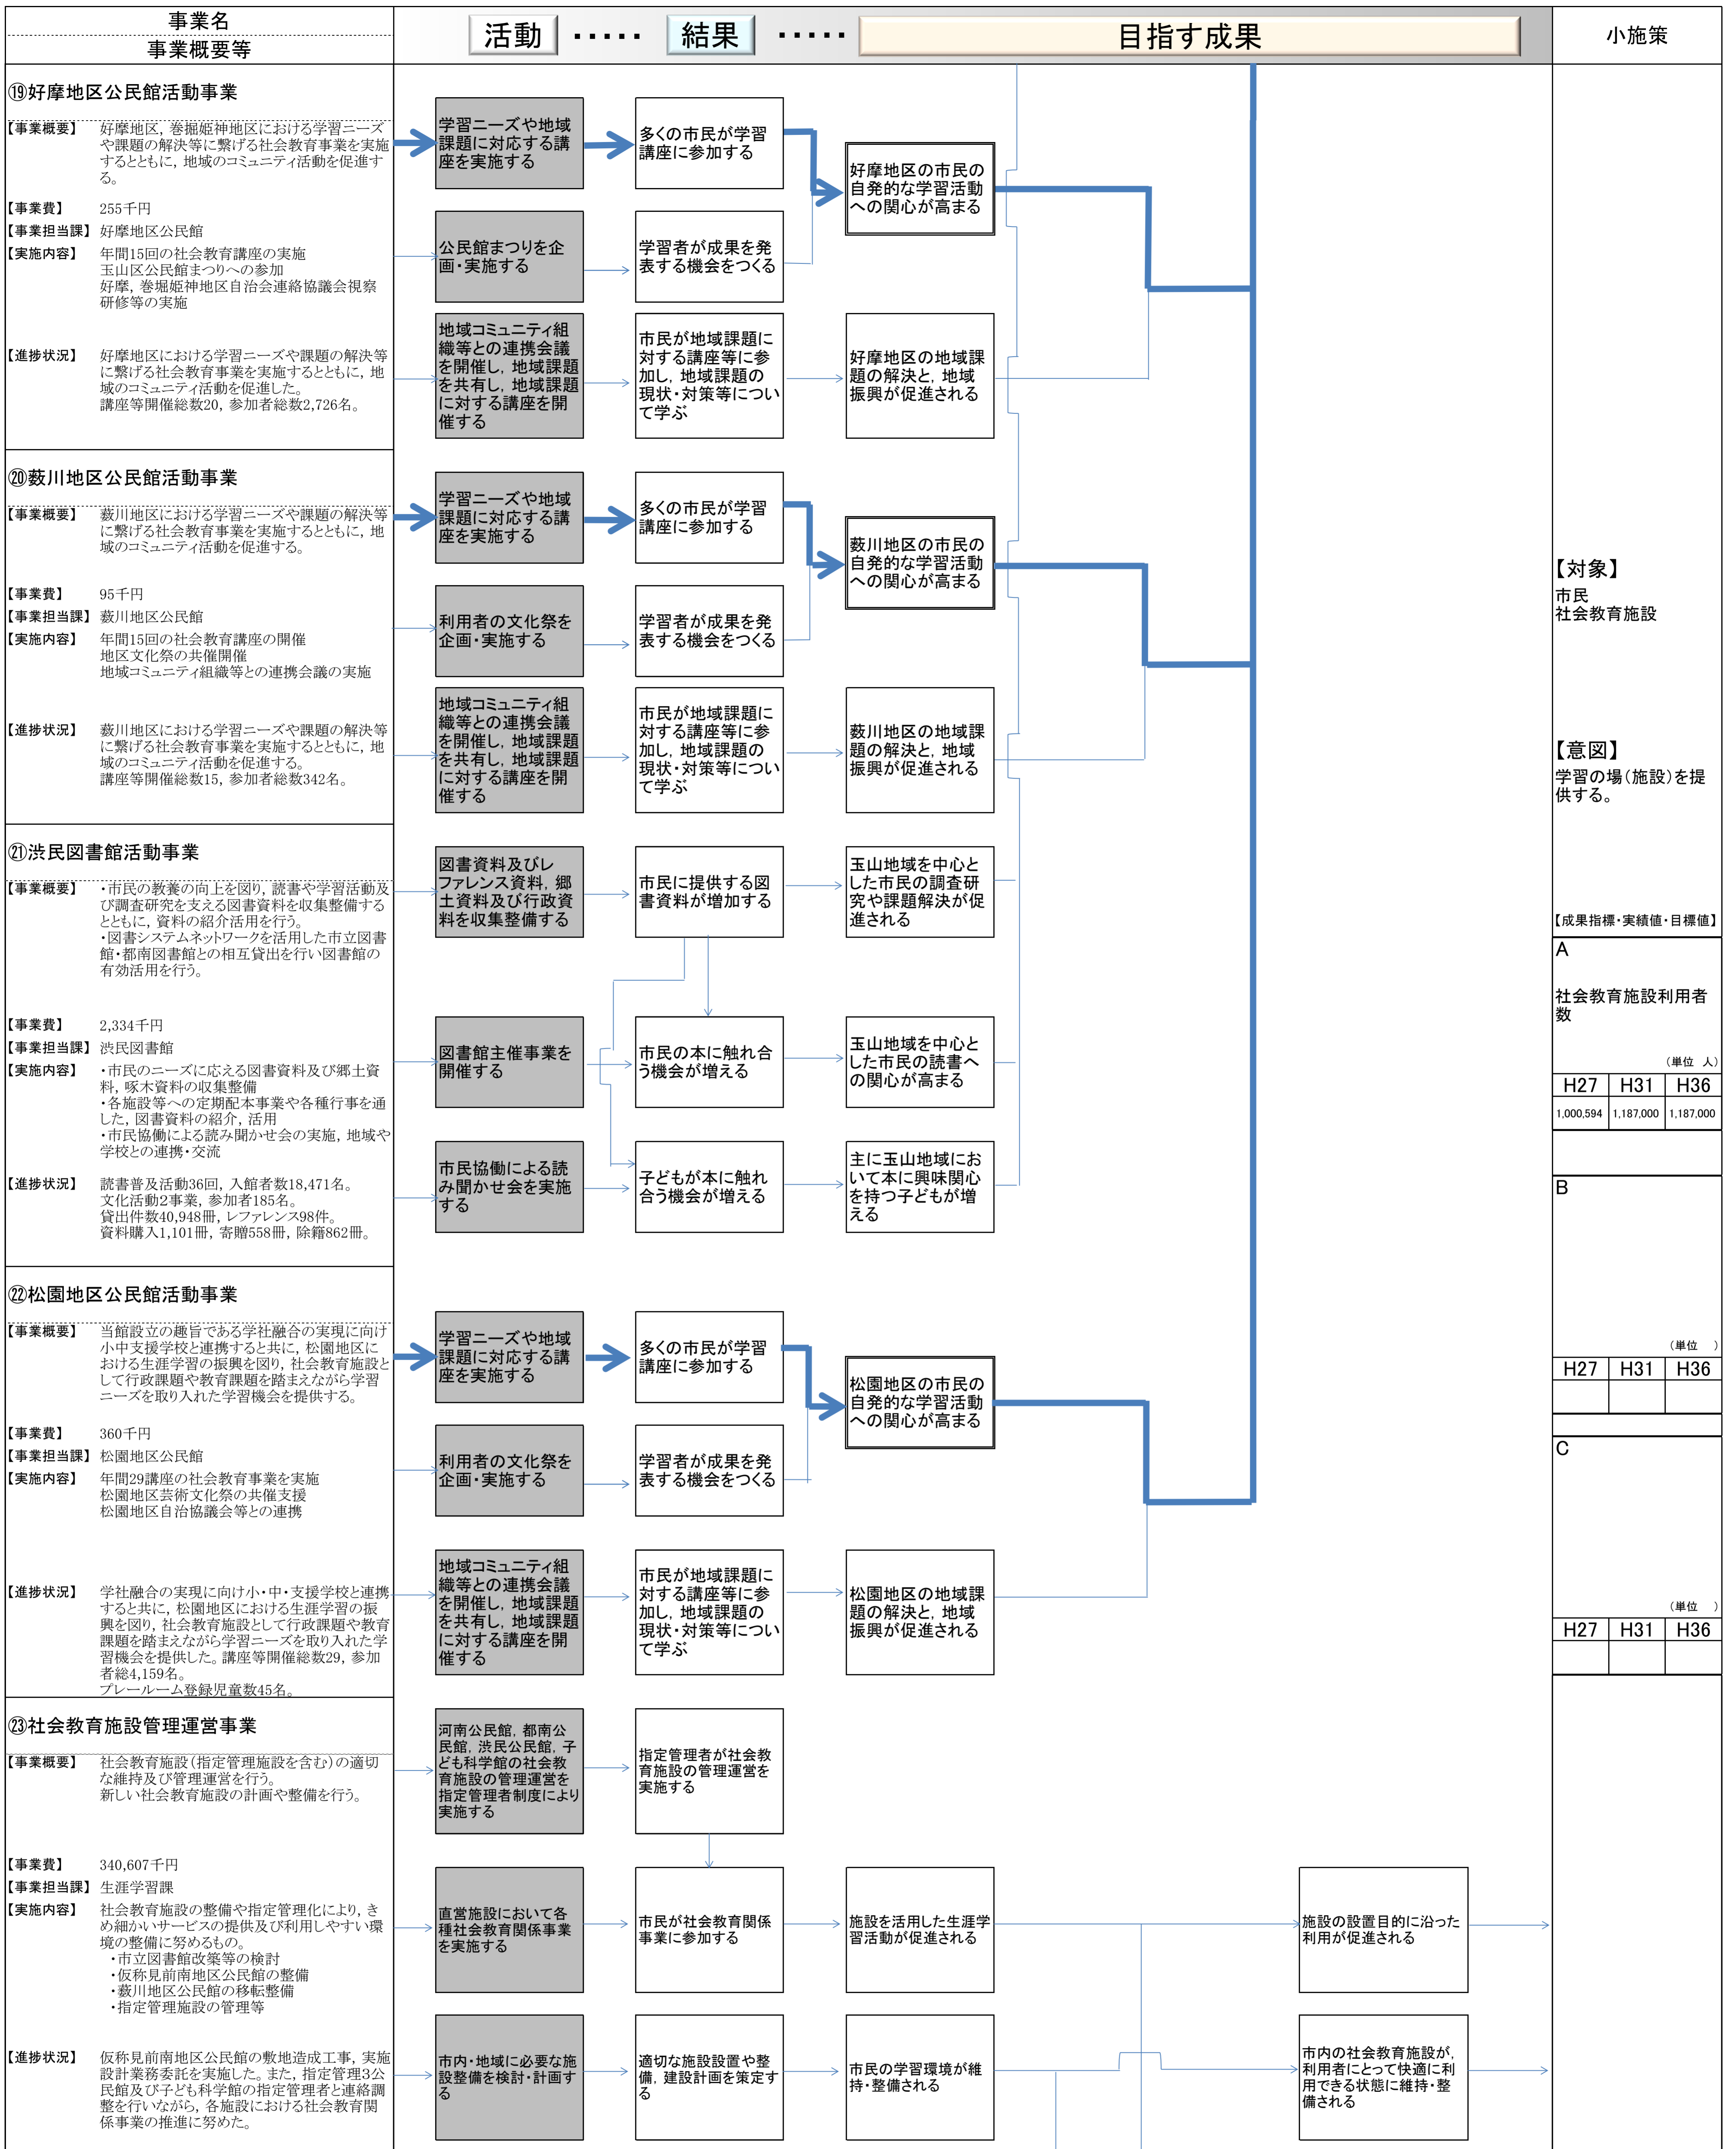 事業名
事業概要等
活動 ・・・・・ 結果 ・・・・・ 目指す成果
小施策
⑲好摩地区公民館活動事業
【事業概要】 好摩地区，巻掘姫神地区における学習ニーズ
や課題の解決等に繋げる社会教育事業を実施
するとともに，地域のコミュニティ活動を促進す
る。
【事業費】 255千円
【事業担当課】 好摩地区公民館
【実施内容】 年間15回の社会教育講座の実施
玉山区公民館まつりへの参加
好摩，巻堀姫神地区自治会連絡協議会視察
研修等の実施
【進捗状況】 好摩地区における学習ニーズや課題の解決等
に繋げる社会教育事業を実施するとともに，地
域のコミュニティ活動を促進した。
講座等開催総数20，参加者総数2,726名。
学習ニーズや地域
課題に対応する講
座を実施する
多くの市民が学習
講座に参加する
好摩地区の市民の
自発的な学習活動
への関心が高まる
公民館まつりを企
画・実施する
学習者が成果を発
表する機会をつくる
地域コミュニティ組
織等との連携会議
を開催し，地域課題
を共有し，地域課題
に対する講座を開
催する
市民が地域課題に
対する講座等に参
加し，地域課題の
現状・対策等につい
て学ぶ
好摩地区の地域課
題の解決と，地域
振興が促進される
⑳薮川地区公民館活動事業
【事業概要】 薮川地区における学習ニーズや課題の解決等
に繋げる社会教育事業を実施するとともに，地
域のコミュニティ活動を促進する。
【事業費】 95千円
【事業担当課】 薮川地区公民館
【実施内容】 年間15回の社会教育講座の開催
地区文化祭の共催開催
地域コミュニティ組織等との連携会議の実施
【進捗状況】 薮川地区における学習ニーズや課題の解決等
に繋げる社会教育事業を実施するとともに，地
域のコミュニティ活動を促進する。
講座等開催総数15，参加者総数342名。
学習ニーズや地域
課題に対応する講
座を実施する
多くの市民が学習
講座に参加する
薮川地区の市民の
自発的な学習活動
への関心が高まる
利用者の文化祭を
企画・実施する
学習者が成果を発
表する機会をつくる
地域コミュニティ組
織等との連携会議
を開催し，地域課題
を共有し，地域課題
に対する講座を開
催する
市民が地域課題に
対する講座等に参
加し，地域課題の
現状・対策等につい
て学ぶ
薮川地区の地域課
題の解決と，地域
振興が促進される
㉑渋民図書館活動事業
【事業概要】 ・市民の教養の向上を図り，読書や学習活動及
び調査研究を支える図書資料を収集整備する
とともに，資料の紹介活用を行う。
・図書システムネットワークを活用した市立図書
館・都南図書館との相互貸出を行い図書館の
有効活用を行う。
【事業費】 2,334千円
【事業担当課】 渋民図書館
【実施内容】 ・市民のニーズに応える図書資料及び郷土資
料，啄木資料の収集整備
・各施設等への定期配本事業や各種行事を通
した，図書資料の紹介，活用
・市民協働による読み聞かせ会の実施，地域や
学校との連携・交流
【進捗状況】 読書普及活動36回，入館者数18,471名。
文化活動2事業，参加者185名。
貸出件数40,948冊，レファレンス98件。
資料購入1,101冊，寄贈558冊，除籍862冊。
図書資料及びレ
ファレンス資料，郷
土資料及び行政資
料を収集整備する
市民に提供する図
書資料が増加する
玉山地域を中心と
した市民の調査研
究や課題解決が促
進される
図書館主催事業を
開催する
市民の本に触れ合
う機会が増える
玉山地域を中心と
した市民の読書へ
の関心が高まる
市民協働による読
み聞かせ会を実施
する
子どもが本に触れ
合う機会が増える
主に玉山地域にお
いて本に興味関心
を持つ子どもが増
える
㉒松園地区公民館活動事業
【事業概要】 当館設立の趣旨である学社融合の実現に向け
小中支援学校と連携すると共に，松園地区に
おける生涯学習の振興を図り，社会教育施設と
して行政課題や教育課題を踏まえながら学習
ニーズを取り入れた学習機会を提供する。
【事業費】 360千円
【事業担当課】 松園地区公民館
【実施内容】 年間29講座の社会教育事業を実施
松園地区芸術文化祭の共催支援
松園地区自治協議会等との連携
【進捗状況】 学社融合の実現に向け小・中・支援学校と連携
すると共に，松園地区における生涯学習の振
興を図り，社会教育施設として行政課題や教育
課題を踏まえながら学習ニーズを取り入れた学
習機会を提供した。講座等開催総数29，参加
者総4,159名。
プレールーム登録児童数45名。
学習ニーズや地域
課題に対応する講
座を実施する
多くの市民が学習
講座に参加する
松園地区の市民の
自発的な学習活動
への関心が高まる
利用者の文化祭を
企画・実施する
学習者が成果を発
表する機会をつくる
地域コミュニティ組
織等との連携会議
を開催し，地域課題
を共有し，地域課題
に対する講座を開
催する
市民が地域課題に
対する講座等に参
加し，地域課題の
現状・対策等につい
て学ぶ
松園地区の地域課
題の解決と，地域
振興が促進される
㉓社会教育施設管理運営事業
【事業概要】 社会教育施設（指定管理施設を含む）の適切
な維持及び管理運営を行う。
新しい社会教育施設の計画や整備を行う。
【事業費】 340,607千円
【事業担当課】 生涯学習課
【実施内容】 社会教育施設の整備や指定管理化により，き
め細かいサービスの提供及び利用しやすい環
境の整備に努めるもの。
・市立図書館改築等の検討
・仮称見前南地区公民館の整備
・薮川地区公民館の移転整備
・指定管理施設の管理等
【進捗状況】 仮称見前南地区公民館の敷地造成工事，実施
設計業務委託を実施した。また，指定管理3公
民館及び子ども科学館の指定管理者と連絡調
整を行いながら，各施設における社会教育関
係事業の推進に努めた。
河南公民館，都南公
民館，渋民公民館，子
ども科学館の社会教
育施設の管理運営を
指定管理者制度により
実施する
指定管理者が社会教
育施設の管理運営を
実施する
直営施設において各
種社会教育関係事業
を実施する
市民が社会教育関係
事業に参加する
施設を活用した生涯学
習活動が促進される
施設の設置目的に沿った
利用が促進される
市内・地域に必要な施
設整備を検討・計画す
る
適切な施設設置や整
備，建設計画を策定す
る
市民の学習環境が維
持・整備される
市内の社会教育施設が，
利用者にとって快適に利
用できる状態に維持・整
備される
【対象】
市民
社会教育施設
【意図】
学習の場（施設）を提
供する。
【成果指標・実績値・目標値】
A
社会教育施設利用者
数
（単位 人）
H27 H31 H36
1,000,594 1,187,000 1,187,000
B
（単位 ）
H27 H31 H36
C
（単位 ）
H27 H31 H36